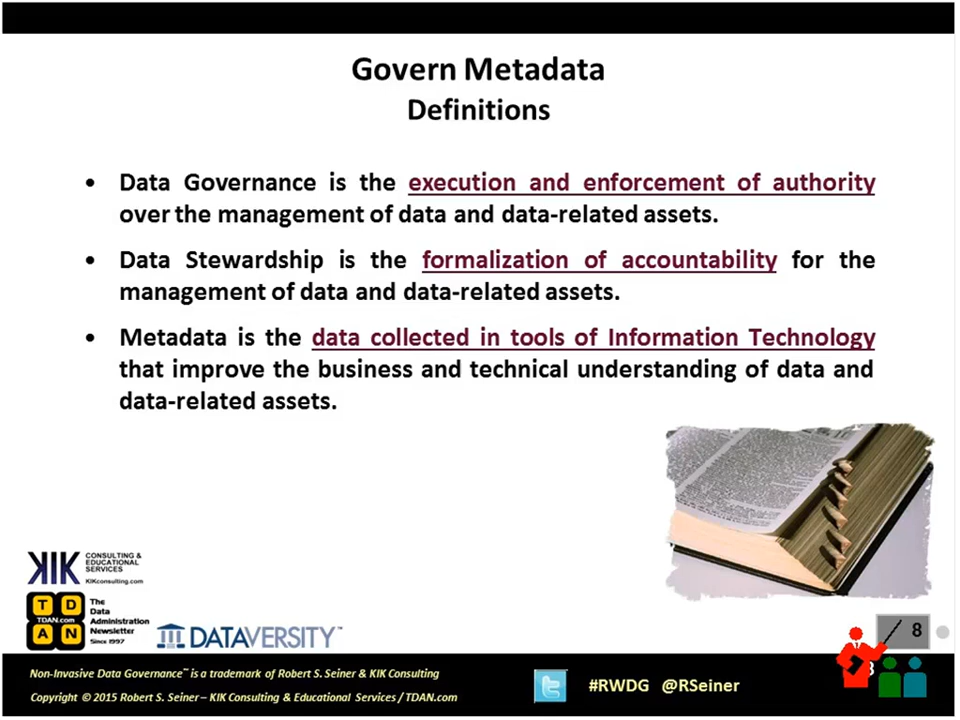 Govern Metadata
Definitions
• Data Governance is the execution and enforcement of authority
over the management of data and data-related assets.
• Data Stewardship is the formalization of accountability for the
management of data and data-related assets.
• Metadata is the data collected in tools of Information Technology
that improve the business and technical understanding of data and
data-related assets.
KIK CONSULTING &
EDUCATIONAL
SERVICES
KIKconsulting.com
T D
TDAN.com
A N
The
Data
Administration
Newsletter
Since 1997
DATAVERSITY™
8
Non-Invasive Data Governance™ is a trademark of Robert S. Seiner & KIK Consulting
Copyright © 2015 Robert S. Seiner – KIK Consulting & Educational Services / TDAN.com
#RWDG @RSeiner